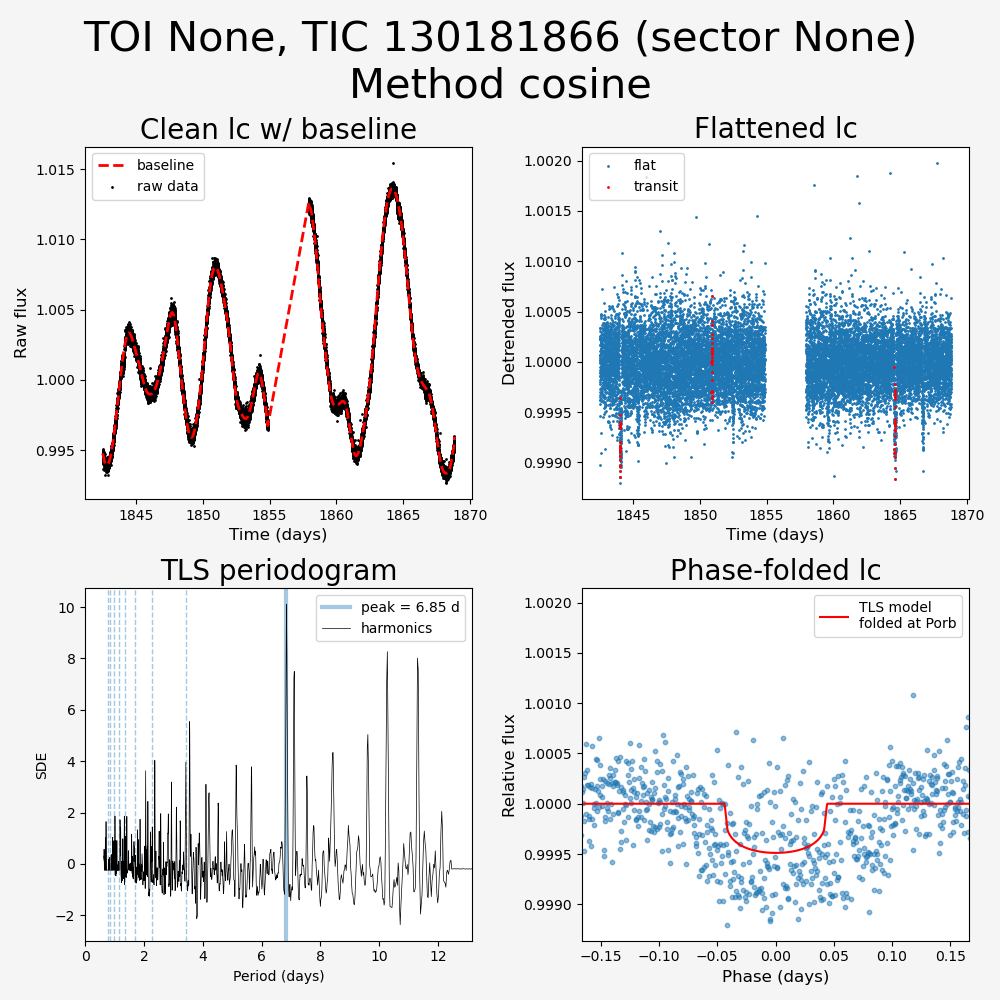 TOI None, TIC 130181866 (sector None)
Method cosine
Clean lc w/ baseline
baseline
raw data
1.015
1.010
1.005
1.000
0.995
Raw flux
1845
1850
1855
1860
1865
1870
Time (days)
Flattened lc
flat
transit
1.0020
1.0015
1.0010
1.0005
1.0000
0.9995
0.9990
Detrended flux
1845
1850
1855
1860
1865
1870
Time (days)
TLS periodogram
peak = 6.85 d
harmonics
10
8
6
4
2
0
−2
SDE
0
2
4
6
8
10
12
Period (days)
Phase-folded lc
TLS model
folded at Porb
1.0020
1.0015
1.0010
1.0005
1.0000
0.9995
0.9990
Relative flux
−0.15
−0.10
−0.05
0.00
0.05
0.10
0.15
Phase (days)